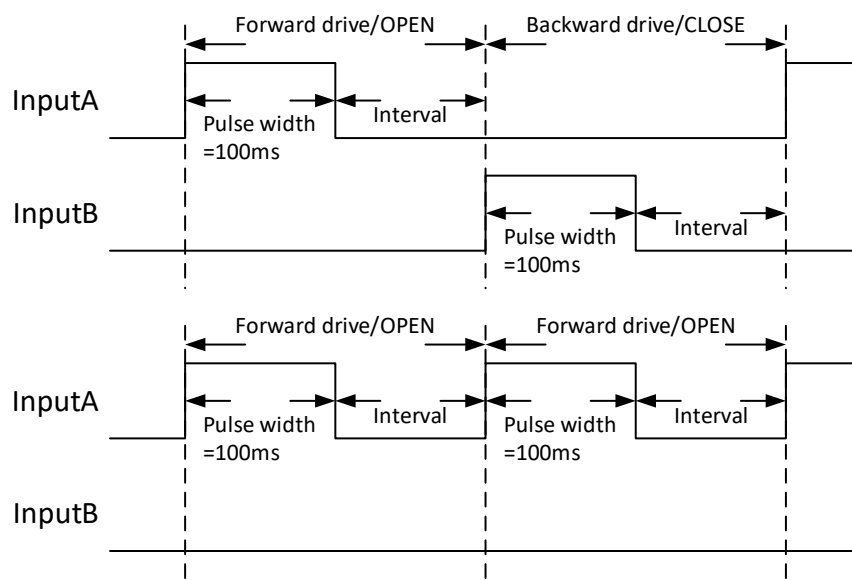 Forward drive/OPEN Backward drive/CLOSE
InputA
Pulse width
=100ms
Interval
InputB
Pulse width
=100ms
Interval
Forward drive/OPEN Forward drive/OPEN
InputA
Pulse width
=100ms
Interval
Pulse width
=100ms
Interval
InputB